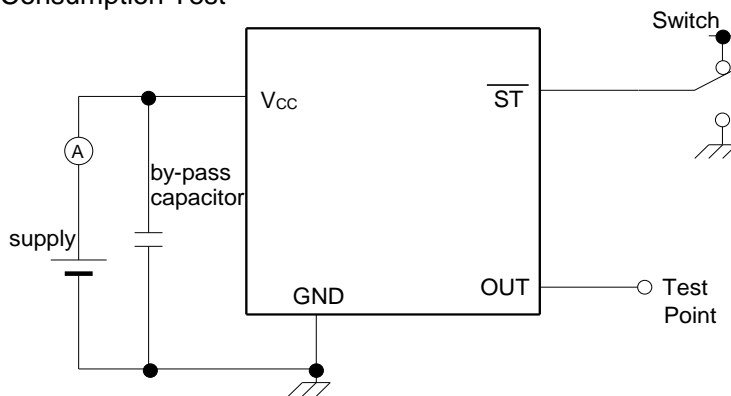 Consumption Test
Switch
VCC
ST
A
by-pass
capacitor
supply
GND
OUT
Test
Point